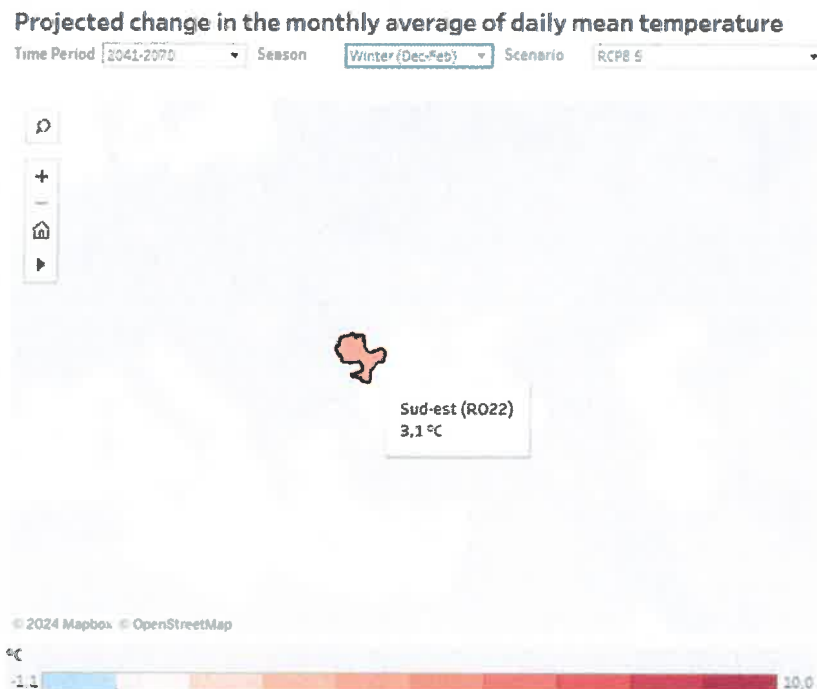 Projected change in the monthly average of daily mean temperature
Time Period 2041-2070 Season Winter (Dec-Feb) Scenario RCP8.5
Sud-est (RO22)
3,1 °C
© 2024 Mapbox © OpenStreetMap
°C
-1,1 10,0